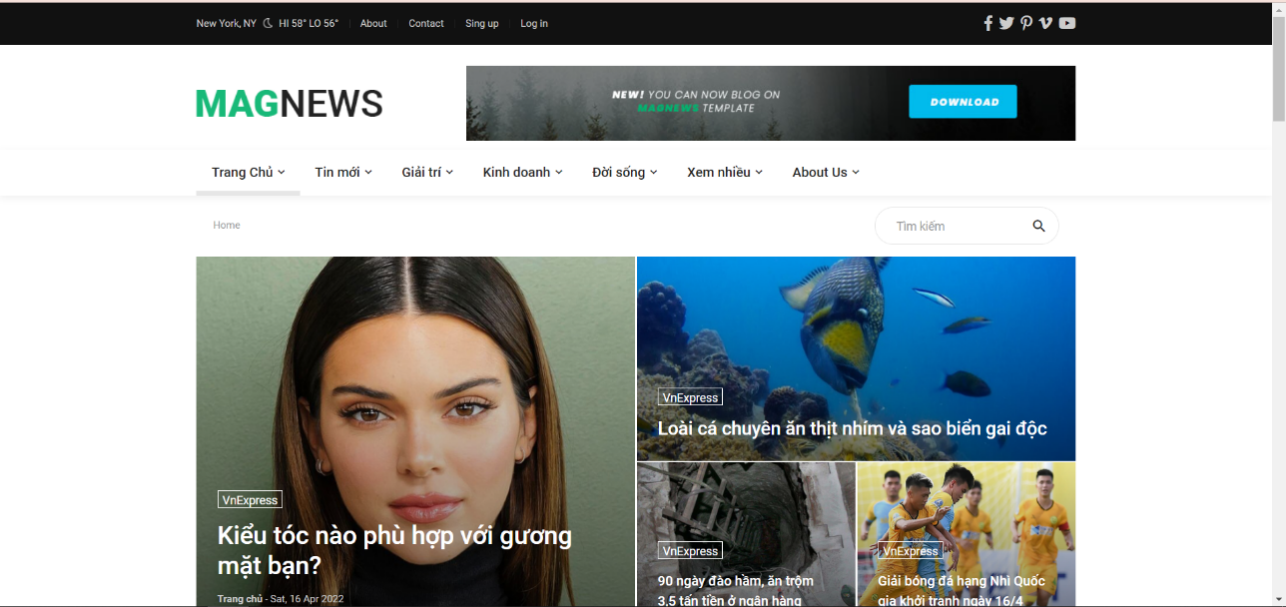 New York, NY HI 58° LO 56° About Contact Sing up Log in
MAGNEWS
NEW! YOU CAN NOW BLOG ON
MAGNEWS TEMPLATE
DOWNLOAD
Trang Chủ Tin mới Giải trí Kinh doanh Đời sống Xem nhiều About Us
Home
Tìm kiếm
VnExpress
Kiểu tóc nào phù hợp với gương
mặt bạn?
Trang chủ - Sat, 16 Apr 2022
VnExpress
Loài cá chuyên ăn thịt nhím và sao biển gai độc
VnExpress
90 ngày đào hầm, ăn trộm
3,5 tấn tiền ở ngân hàng
VnExpress
Giải bóng đá hạng Nhì Quốc
gia khởi tranh ngày 16/4